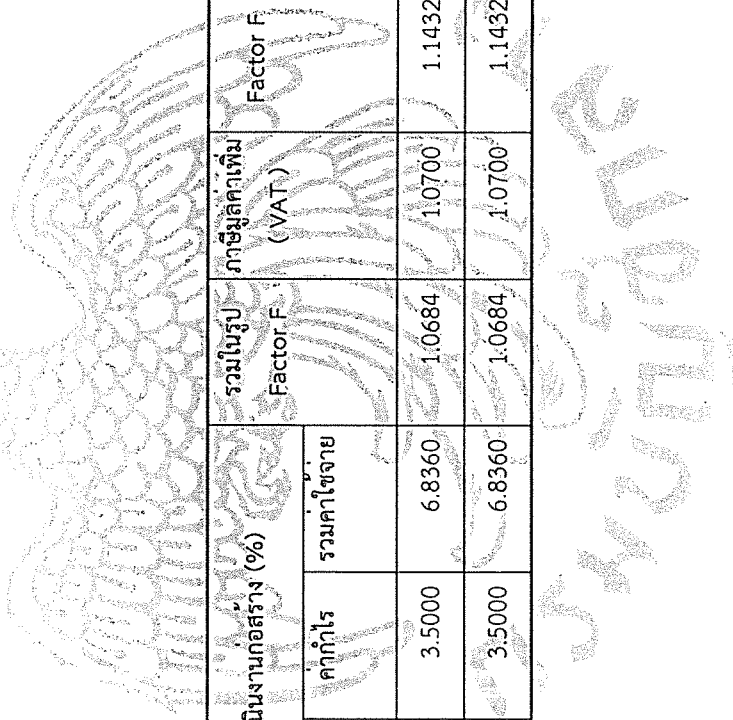 นินงานก่อสร้าง (%) รวมในรูป ภาษีมูลค่าเพิ่ม Factor F
ค่ากำไร รวมค่าใช้จ่าย Factor F ( VAT )
3.5000 6.8360 1.0684 1.0700 1.1432
3.5000 6.8360 1.0684 1.0700 1.1432